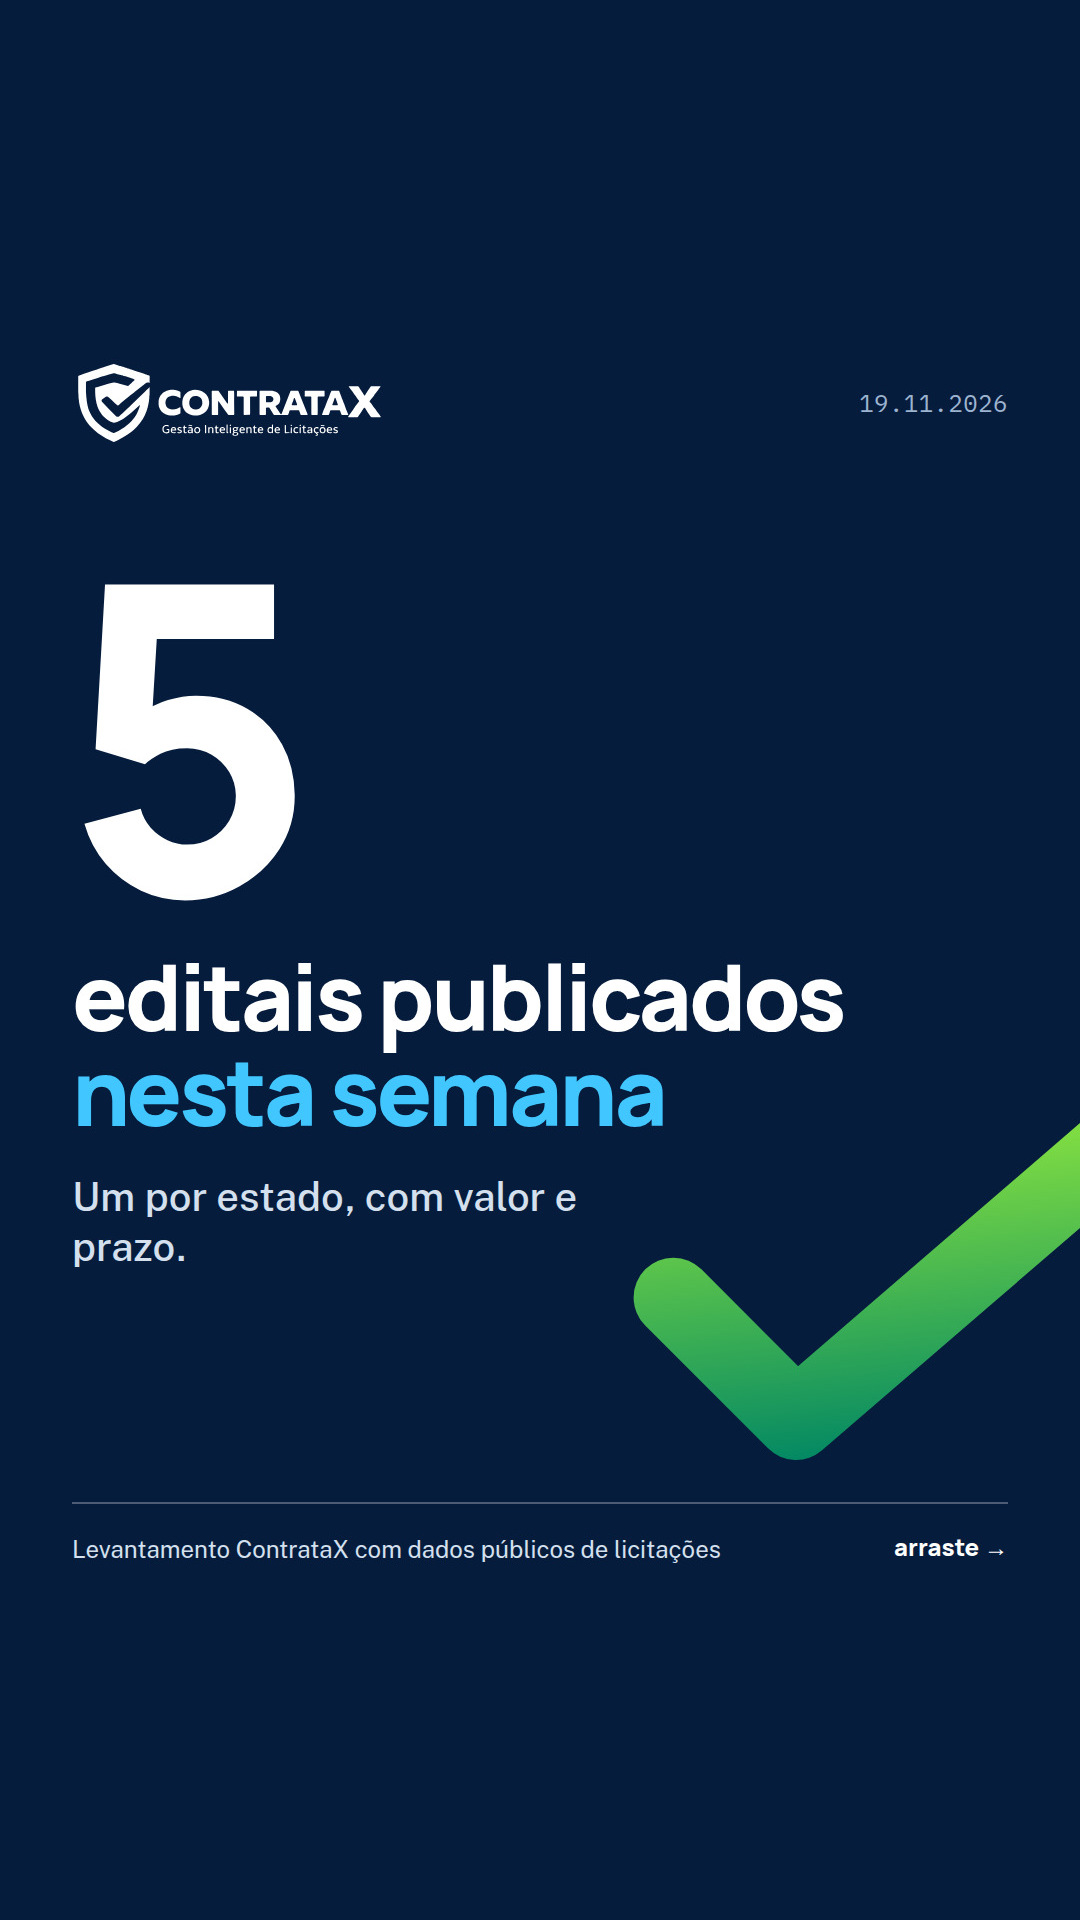 CONTRATAX
Gestão Inteligente de Licitações
19.11.2026
5
editais publicados
nesta semana
Um por estado, com valor e
prazo.
Levantamento ContrataX com dados públicos de licitações
arraste →